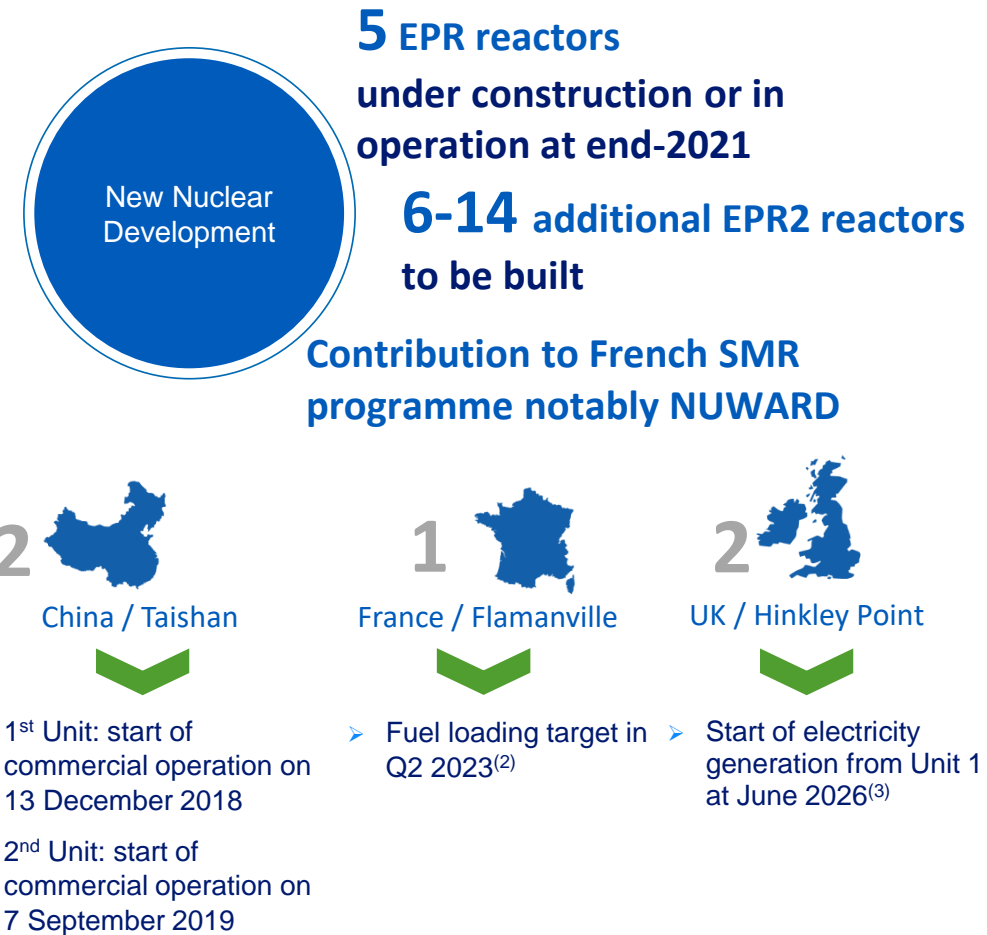 5 EPR reactors
under construction or in
operation at end-2021
New Nuclear
Development
6-14 additional EPR2 reactors
to be built
Contribution to French SMR
programme notably NUWARD
2
China / Taishan
1st Unit: start of
commercial operation on
13 December 2018
2nd Unit: start of
commercial operation on
7 September 2019
1
France / Flamanville
➢ Fuel loading target in
Q2 2023(2)
2
UK / Hinkley Point
➢ Start of electricity
generation from Unit 1
at June 2026(3)